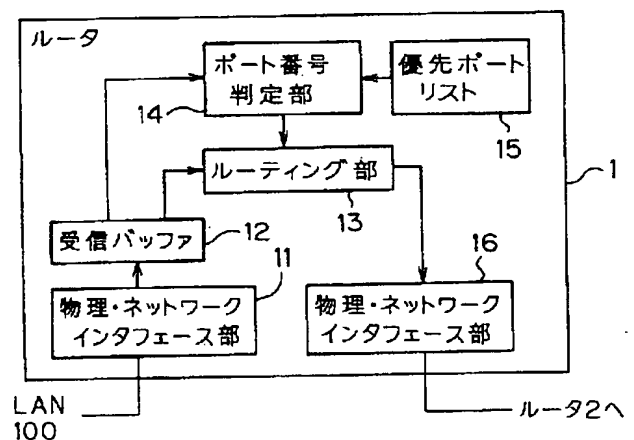 ルータ
ポート番号
判定部
14
優先ポート
リスト
15
ルーティング部
13
1
受信バッファ
12
11
16
物理・ネットワーク
インタフェース部
物理・ネットワーク
インタフェース部
LAN
100
ルータ2へ